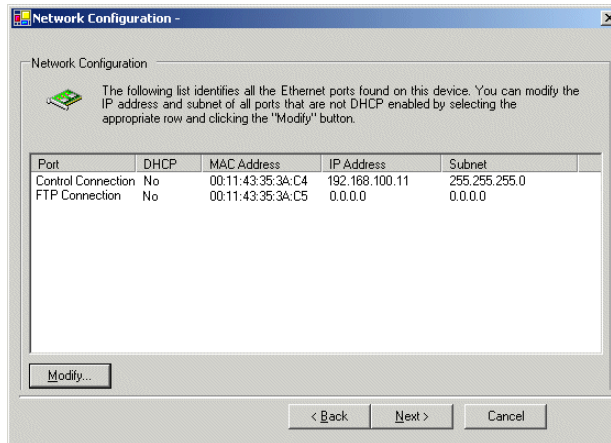 Network Configuration -
Network Configuration
The following list identifies all the Ethernet ports found on this device. You can modify the
IP address and subnet of all ports that are not DHCP enabled by selecting the
appropriate row and clicking the "Modify" button.
Port DHCP MAC Address IP Address Subnet
Control Connection No 00:11:43:35:3A:C4 192.168.100.11 255.255.255.0
FTP Connection No 00:11:43:35:3A:C5 0.0.0.0 0.0.0.0
Modify...
< Back Next > Cancel